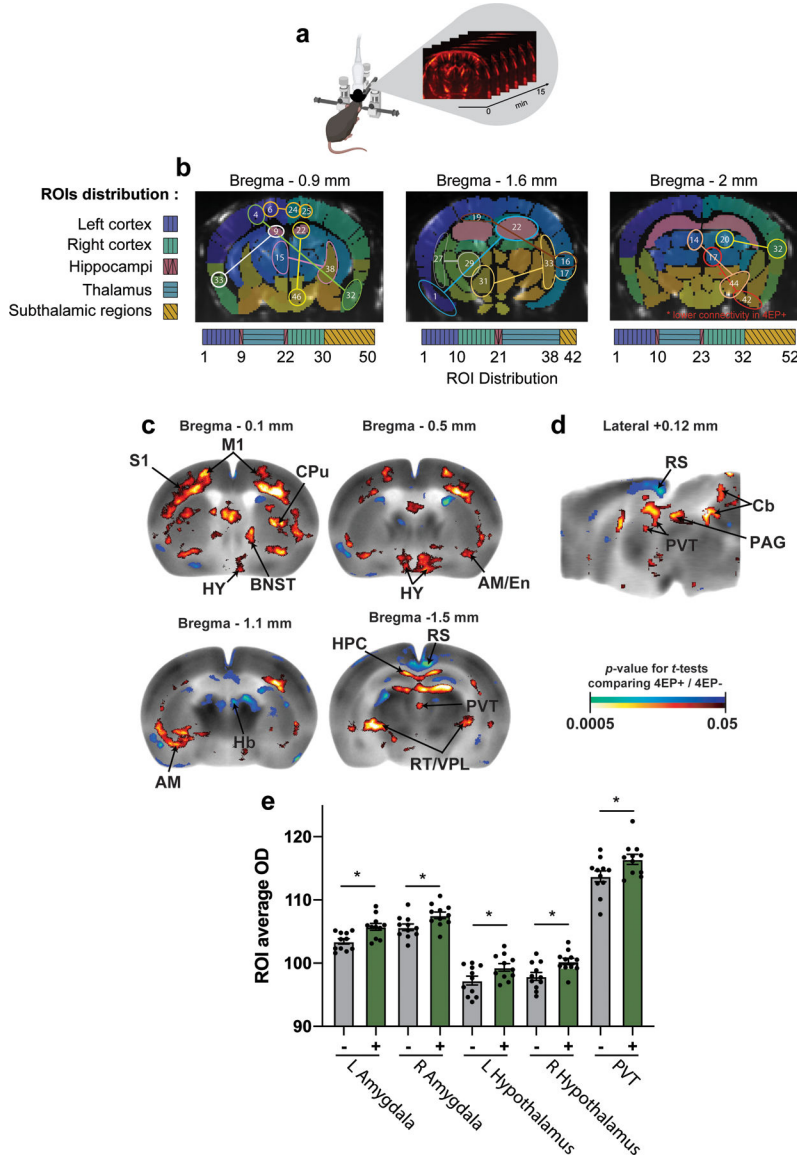 a
0
min
15
b
Bregma - 0.9 mm
Bregma - 1.6 mm
Bregma - 2 mm
ROIs distribution :
Left cortex
Right cortex
Hippocampi
Thalamus
Subthalamic regions
4
6
24
25
9
22
15
38
33
46
32
19
22
27
29
31
33
16
17
1
14
20
32
17
44
42
* lower connectivity in 4EP+
1 9 22 30 50
1 10 21 38 42
1 10 23 32 52
ROI Distribution
c
Bregma - 0.1 mm
Bregma - 0.5 mm
M1
S1
CPu
HY
BNST
HY
AM/En
d
Lateral +0.12 mm
RS
Cb
PVT
PAG
Bregma - 1.1 mm
Bregma -1.5 mm
Hb
AM
HPC
RS
PVT
RT/VPL
p-value for t-tests
comparing 4EP+ / 4EP-
0.0005 0.05
e
ROI average OD
120
110
100
90
* * * * *
- + - + - + - + - +
L Amygdala
R Amygdala
L Hypothalamus
R Hypothalamus
PVT